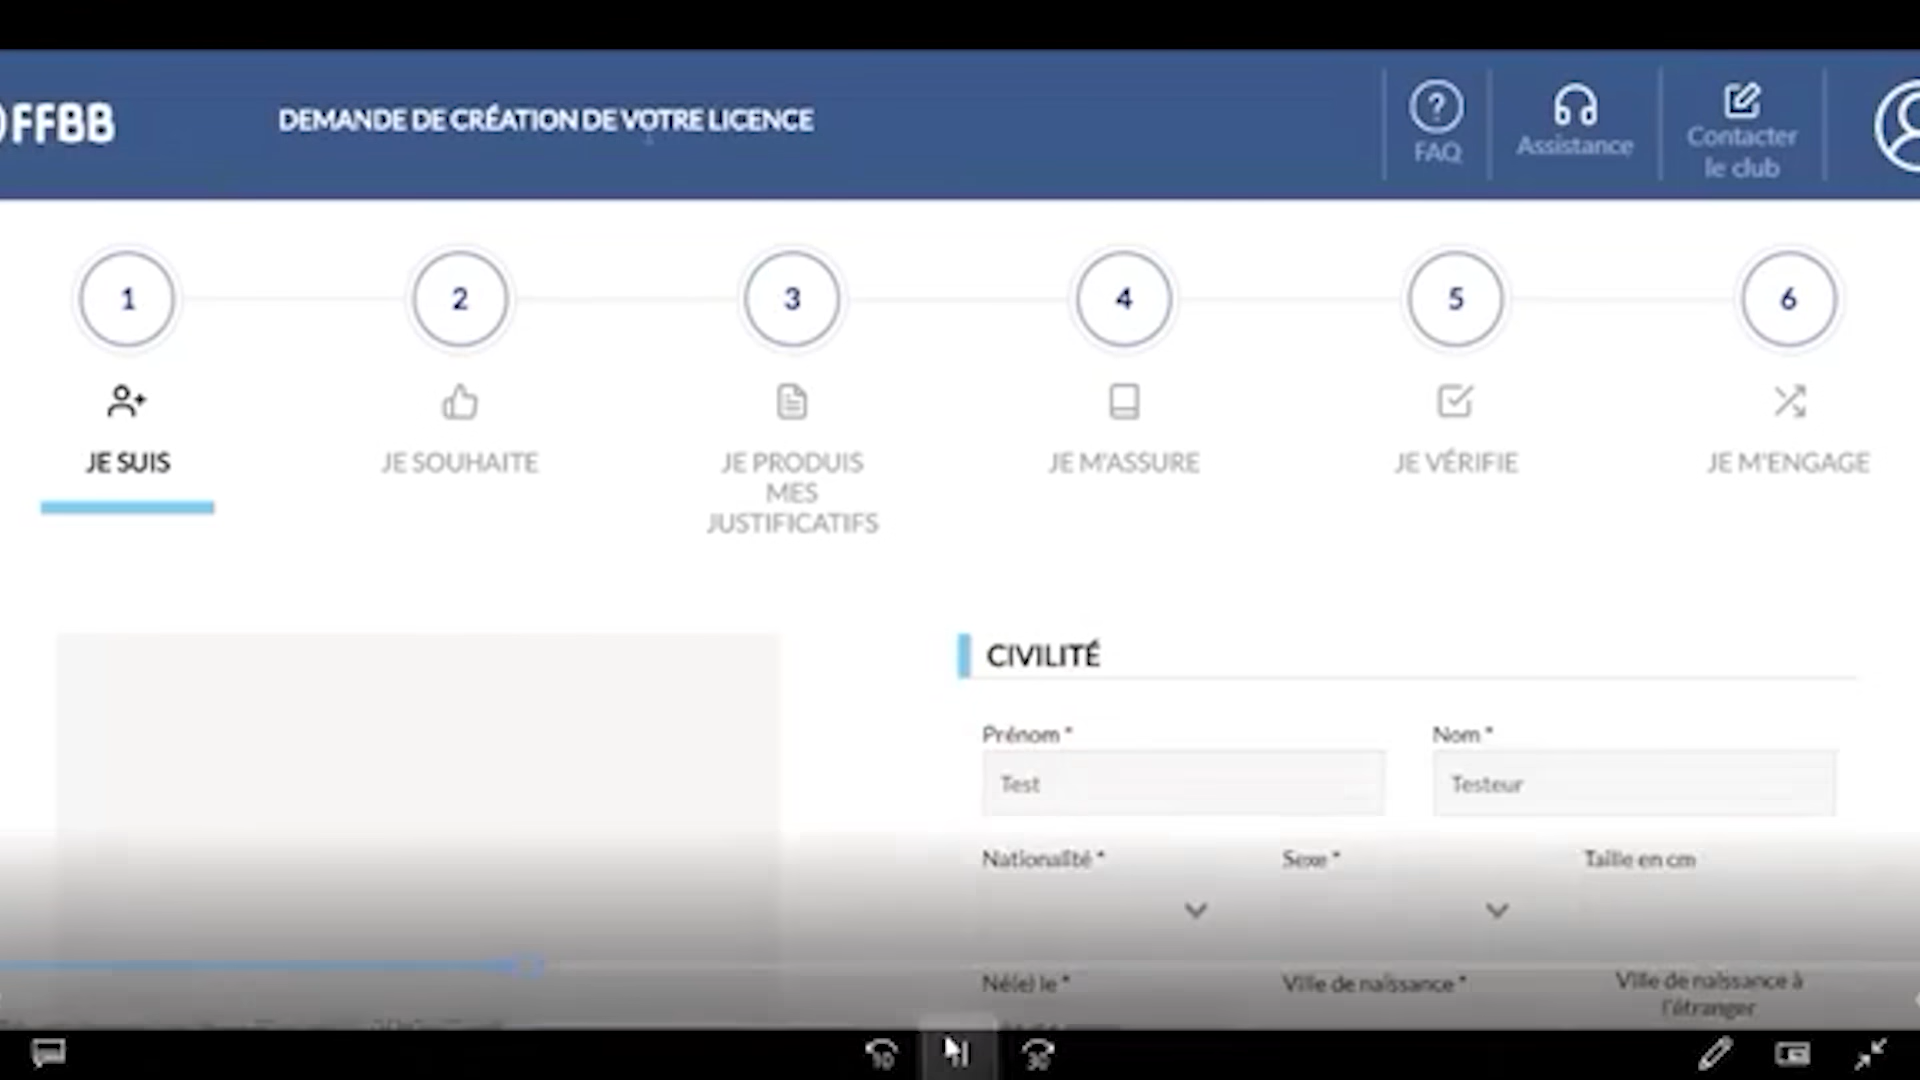 FFBB
DEMANDE DE CRÉATION DE VOTRE LICENCE
FAQ
Assistance
Contacter
le club
1
2
3
4
5
6
JE SUIS
JE SOUHAITE
JE PRODUIS
MES
JUSTIFICATIFS
JE M'ASSURE
JE VÉRIFIE
JE M'ENGAGE
CIVILITÉ
Prénom *
Nom *
Test
Testeur
Nationalité *
Sexe *
Taille en cm
Né(e) le *
Ville de naissance *
Ville de naissance à
l'étranger
10
30